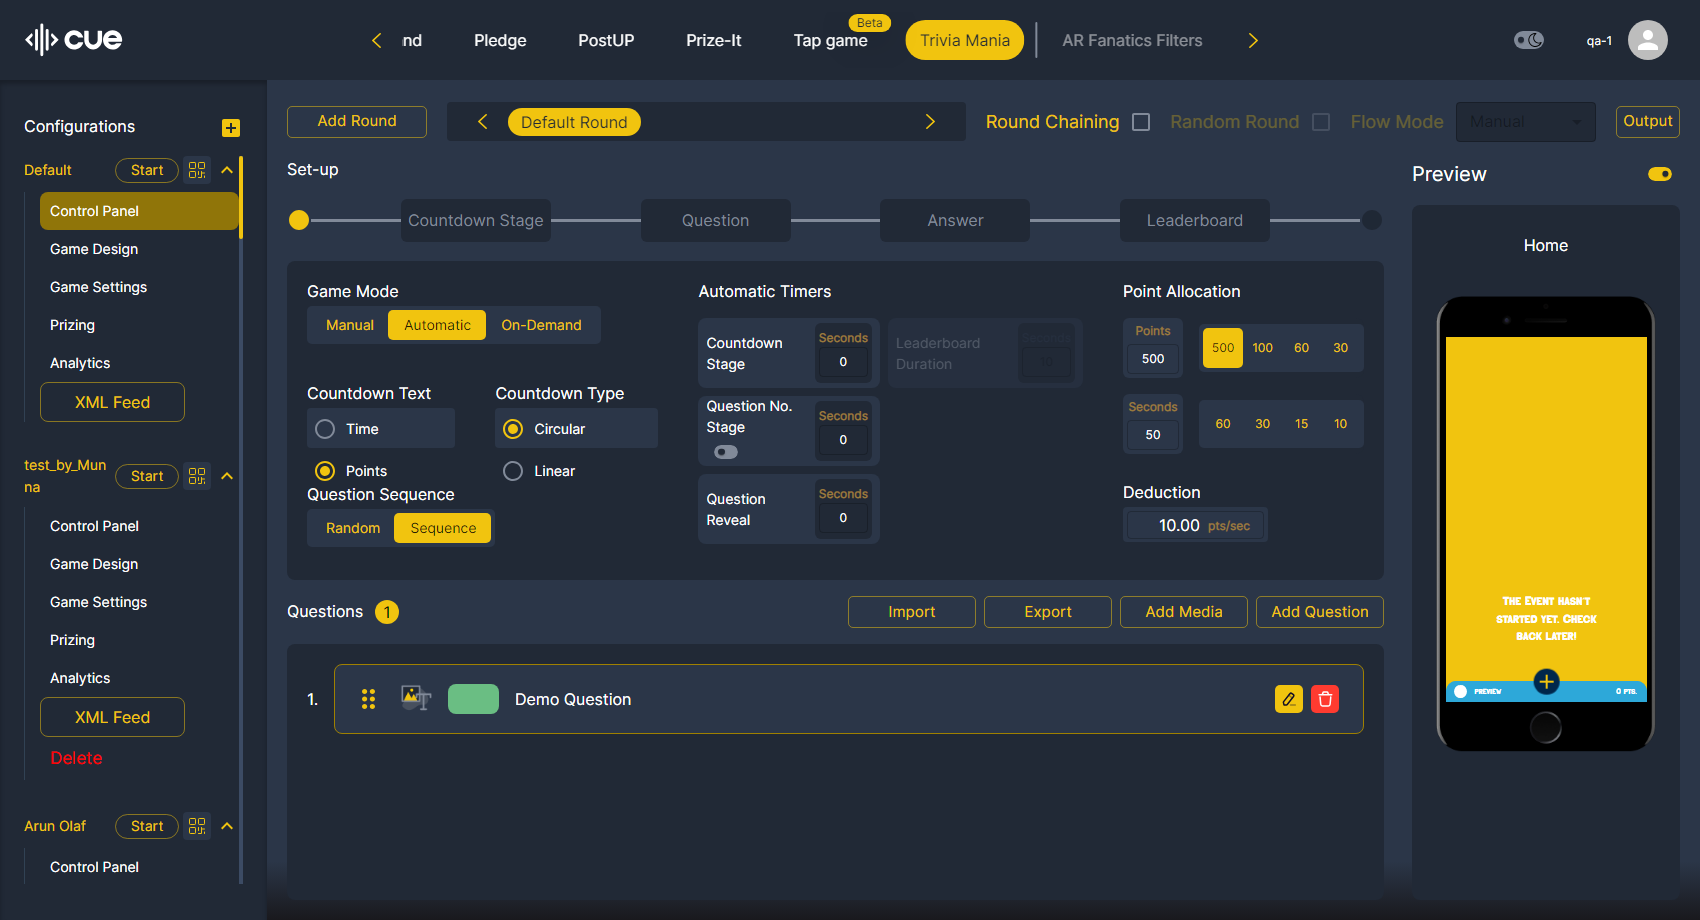 cue
nd
Pledge
PostUP
Prize-It
Tap game
Beta
Trivia Mania
AR Fanatics Filters
qa-1
Configurations
Default
Start
Control Panel
Game Design
Game Settings
Prizing
Analytics
XML Feed
test_by_Mun
na
Start
Control Panel
Game Design
Game Settings
Prizing
Analytics
XML Feed
Delete
Arun Olaf
Start
Control Panel
Add Round
Default Round
Round Chaining
Random Round
Flow Mode
Manual
Output
Set-up
Countdown Stage
Question
Answer
Leaderboard
Game Mode
Manual
Automatic
On-Demand
Countdown Text
Time
Points
Countdown Type
Circular
Linear
Question Sequence
Random
Sequence
Automatic Timers
Countdown
Stage
Seconds
0
Leaderboard
Duration
Seconds
10
Question No.
Stage
Seconds
0
Question
Reveal
Seconds
0
Point Allocation
Points
500
500
100
60
30
Seconds
50
60
30
15
10
Deduction
10.00 pts/sec
Questions
1
Import
Export
Add Media
Add Question
1.
Demo Question
Preview
Home
The Event hasn't
started yet. Check
back later!
PREVIEW
0 PTS.